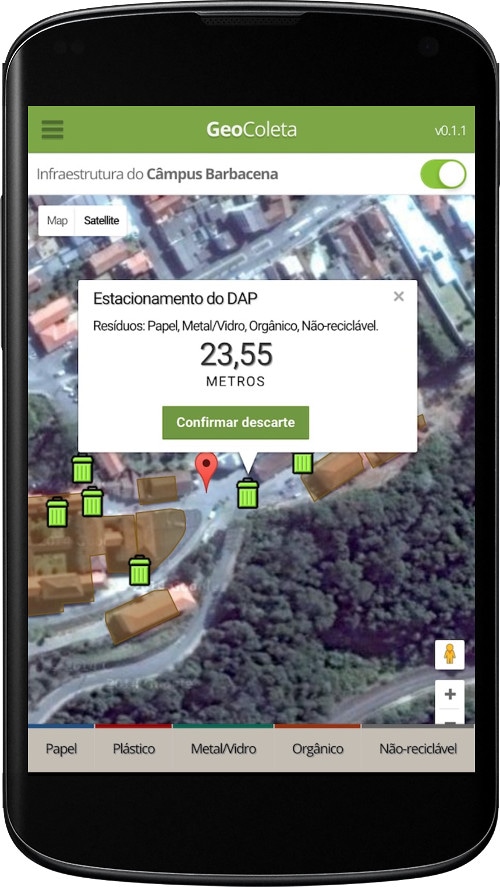 GeoColeta
v0.1.1
Infraestrutura do Câmpus Barbacena
Map Satellite
Estacionamento do DAP
×
Resíduos: Papel, Metal/Vidro, Orgânico, Não-reciclável.
23,55
METROS
Confirmar descarte
+
Papel Plástico Metal/Vidro Orgânico Não-reciclável